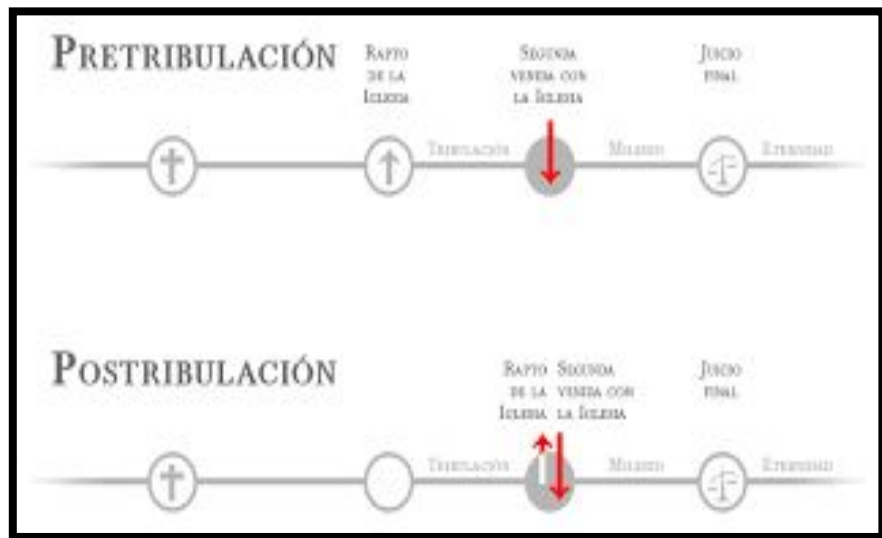 PRETRIBULACIÓN
RAPTO
DE LA
IGLESIA
SEGUNDA
VENIDA CON
LA IGLESIA
JUICIO
FINAL
TRIBULACIÓN
MILENIO
ETERNIDAD
POSTRIBULACIÓN
RAPTO
DE LA
IGLESIA
SEGUNDA
VENIDA CON
LA IGLESIA
JUICIO
FINAL
TRIBULACIÓN
MILENIO
ETERNIDAD